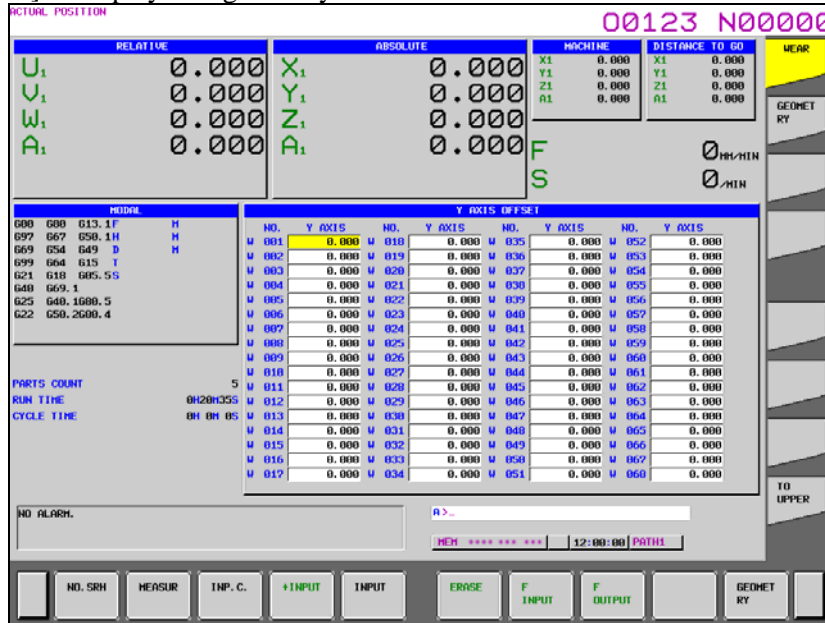 ACTUAL POSITION
O0123 N00000
RELATIVE ABSOLUTE MACHINE DISTANCE TO GO WEAR
U1 0.000 X1 0.000 X1 0.000 X1 0.000
V1 0.000 Y1 0.000 Y1 0.000 Y1 0.000
W1 0.000 Z1 0.000 Z1 0.000 Z1 0.000
A1 0.000 A1 0.000 A1 0.000 A1 0.000
GEOMET
RY
F 0 MM/MIN
S 0 /MIN
MODAL
G00 G80 G13.1F M
G97 G67 G50.1H M
G69 G54 G49 D M
G99 G64 G15 T
G21 G18 G05.5S
G40 G69.1
G25 G40.1G80.5
G22 G50.2G00.4
PARTS COUNT 5
RUN TIME 0H20M35S
CYCLE TIME 0H 0M 0S
Y AXIS OFFSET
NO. Y AXIS NO. Y AXIS NO. Y AXIS NO. Y AXIS
W 001 0.000 W 018 0.000 W 035 0.000 W 052 0.000
W 002 0.000 W 019 0.000 W 036 0.000 W 053 0.000
W 003 0.000 W 020 0.000 W 037 0.000 W 054 0.000
W 004 0.000 W 021 0.000 W 038 0.000 W 055 0.000
W 005 0.000 W 022 0.000 W 039 0.000 W 056 0.000
W 006 0.000 W 023 0.000 W 040 0.000 W 057 0.000
W 007 0.000 W 024 0.000 W 041 0.000 W 058 0.000
W 008 0.000 W 025 0.000 W 042 0.000 W 059 0.000
W 009 0.000 W 026 0.000 W 043 0.000 W 060 0.000
W 010 0.000 W 027 0.000 W 044 0.000 W 061 0.000
W 011 0.000 W 028 0.000 W 045 0.000 W 062 0.000
W 012 0.000 W 029 0.000 W 046 0.000 W 063 0.000
W 013 0.000 W 030 0.000 W 047 0.000 W 064 0.000
W 014 0.000 W 031 0.000 W 048 0.000 W 065 0.000
W 015 0.000 W 032 0.000 W 049 0.000 W 066 0.000
W 016 0.000 W 033 0.000 W 050 0.000 W 067 0.000
W 017 0.000 W 034 0.000 W 051 0.000 W 068 0.000
TO
UPPER
NO ALARM.
A>_
MEM **** *** *** 12:00:00 PATH1
NO. SRH MEASUR INP. C. +INPUT INPUT ERASE F INPUT F OUTPUT GEOMET RY